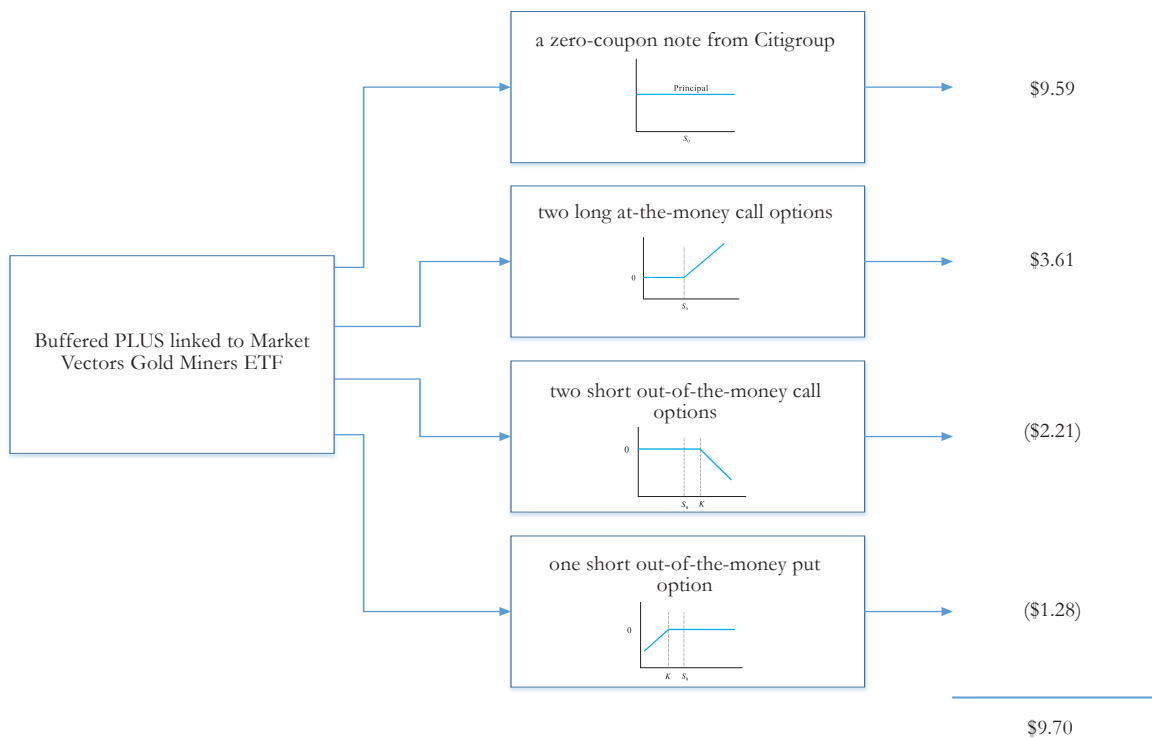 a zero-coupon note from Citigroup
Principal
S₀
$9.59
two long at-the-money call options
0
S₀
$3.61
Buffered PLUS linked to Market
Vectors Gold Miners ETF
two short out-of-the-money call
options
0
S₀ K
($2.21)
one short out-of-the-money put
option
0
K S₀
($1.28)
$9.70